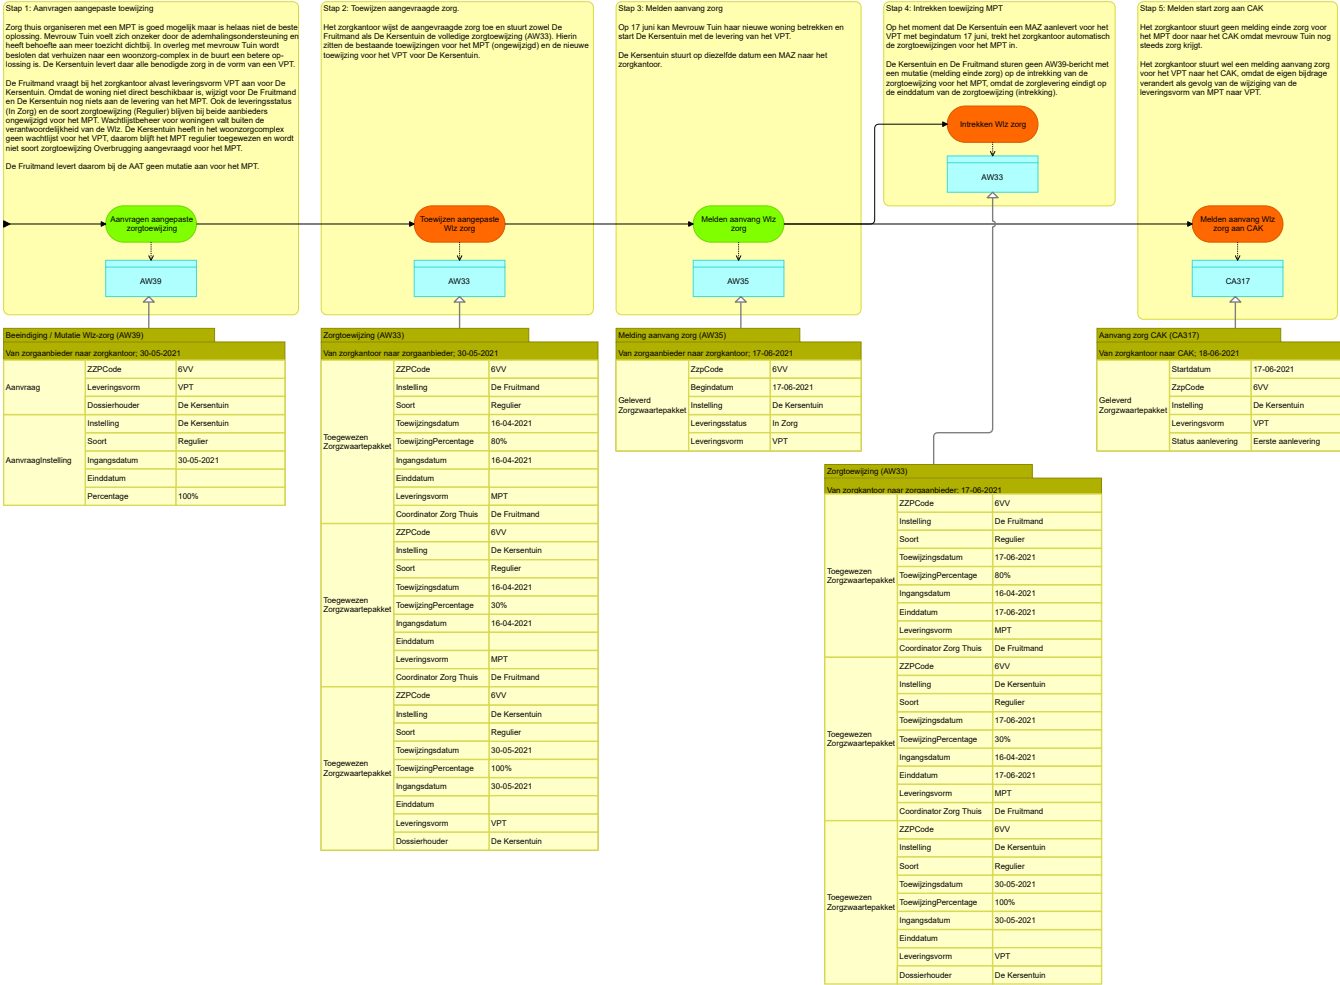 Stap 1: Aanvragen aangepaste toewijzing
Zorg thuis organiseren met een MPT is goed mogelijk maar is helaas niet de beste
oplossing. Mevrouw Tuin voelt zich onzeker door de ademhalingsondersteuning en
heeft behoefte aan meer toezicht dichtbij. In overleg met mevrouw Tuin wordt
besloten dat verhuizen naar een woonzorg-complex in de buurt een betere op-
lossing is. De Kersentuin levert daar alle benodigde zorg in de vorm van een VPT.
De Fruitmand vraagt bij het zorgkantoor alvast leveringsvorm VPT aan voor De
Kersentuin. Omdat de woning niet direct beschikbaar is, wijzigt voor De Fruitmand
en De Kersentuin nog niets aan de levering van het MPT. Ook de leveringsstatus
(In Zorg) en de soort zorgtoewijzing (Regulier) blijven bij beide aanbieders
ongewijzigd voor het MPT. Wachtlijstbeheer voor woningen valt buiten de
verantwoordelijkheid van de Wlz. De Kersentuin heeft in het woonzorgcomplex
geen wachtlijst voor het VPT, daarom blijft het MPT regulier toegewezen en wordt
niet soort zorgtoewijzing Overbrugging aangevraagd voor het MPT.
De Fruitmand levert daarom bij de AAT geen mutatie aan voor het MPT.
Aanvragen aangepaste
zorgtoewijzing
AW39
Stap 2: Toewijzen aangevraagde zorg.
Het zorgkantoor wijst de aangevraagde zorg toe en stuurt zowel De
Fruitmand als De Kersentuin de volledige zorgtoewijzing (AW33). Hierin
zitten de bestaande toewijzingen voor het MPT (ongewijzigd) en de nieuwe
toewijzing voor het VPT voor De Kersentuin.
Toewijzen aangepaste
Wlz zorg
AW33
Stap 3: Melden aanvang zorg
Op 17 juni kan Mevrouw Tuin haar nieuwe woning betrekken en
start De Kersentuin met de levering van het VPT.
De Kersentuin stuurt op diezelfde datum een MAZ naar het
zorgkantoor.
Melden aanvang Wlz
zorg
AW35
Stap 4: Intrekken toewijzing MPT
Op het moment dat De Kersentuin een MAZ aanlevert voor het
VPT met begindatum 17 juni, trekt het zorgkantoor automatisch
de zorgtoewijzingen voor het MPT in.
De Kersentuin en De Fruitmand sturen geen AW39-bericht met
een mutatie (melding einde zorg) op de intrekking van de
zorgtoewijzing voor het MPT, omdat de zorglevering eindigt op
de einddatum van de zorgtoewijzing (intrekking).
Intrekken Wlz zorg
AW33
Stap 5: Melden start zorg aan CAK
Het zorgkantoor stuurt geen melding einde zorg voor
het MPT door naar het CAK omdat mevrouw Tuin nog
steeds zorg krijgt.
Het zorgkantoor stuurt wel een melding aanvang zorg
voor het VPT naar het CAK, omdat de eigen bijdrage
verandert als gevolg van de wijziging van de
leveringsvorm van MPT naar VPT.
Melden aanvang Wlz
zorg aan CAK
CA317
Beeindiging / Mutatie Wlz-zorg (AW39)
Van zorgaanbieder naar zorgkantoor; 30-05-2021
Aanvraag
ZZPCode 6VV
Leveringsvorm VPT
Dossierhouder De Kersentuin
AanvraagInstelling
Instelling De Kersentuin
Soort Regulier
Ingangsdatum 30-05-2021
Einddatum
Percentage 100%
Zorgtoewijzing (AW33)
Van zorgkantoor naar zorgaanbieder; 30-05-2021
Toegewezen
Zorgzwaartepakket
ZZPCode 6VV
Instelling De Fruitmand
Soort Regulier
Toewijzingsdatum 16-04-2021
ToewijzingPercentage 80%
Ingangsdatum 16-04-2021
Einddatum
Leveringsvorm MPT
Coordinator Zorg Thuis De Fruitmand
Toegewezen
Zorgzwaartepakket
ZZPCode 6VV
Instelling De Kersentuin
Soort Regulier
Toewijzingsdatum 16-04-2021
ToewijzingPercentage 30%
Ingangsdatum 16-04-2021
Einddatum
Leveringsvorm MPT
Coordinator Zorg Thuis De Fruitmand
Toegewezen
Zorgzwaartepakket
ZZPCode 6VV
Instelling De Kersentuin
Soort Regulier
Toewijzingsdatum 30-05-2021
ToewijzingPercentage 100%
Ingangsdatum 30-05-2021
Einddatum
Leveringsvorm VPT
Dossierhouder De Kersentuin
Melding aanvang zorg (AW35)
Van zorgaanbieder naar zorgkantoor; 17-06-2021
Geleverd
Zorgzwaartepakket
ZzpCode 6VV
Begindatum 17-06-2021
Instelling De Kersentuin
Leveringsstatus In Zorg
Leveringsvorm VPT
Zorgtoewijzing (AW33)
Van zorgkantoor naar zorgaanbieder; 17-06-2021
Toegewezen
Zorgzwaartepakket
ZZPCode 6VV
Instelling De Fruitmand
Soort Regulier
Toewijzingsdatum 17-06-2021
ToewijzingPercentage 80%
Ingangsdatum 16-04-2021
Einddatum 17-06-2021
Leveringsvorm MPT
Coordinator Zorg Thuis De Fruitmand
Toegewezen
Zorgzwaartepakket
ZZPCode 6VV
Instelling De Kersentuin
Soort Regulier
Toewijzingsdatum 17-06-2021
ToewijzingPercentage 30%
Ingangsdatum 16-04-2021
Einddatum 17-06-2021
Leveringsvorm MPT
Coordinator Zorg Thuis De Fruitmand
Toegewezen
Zorgzwaartepakket
ZZPCode 6VV
Instelling De Kersentuin
Soort Regulier
Toewijzingsdatum 30-05-2021
ToewijzingPercentage 100%
Ingangsdatum 30-05-2021
Einddatum
Leveringsvorm VPT
Dossierhouder De Kersentuin
Aanvang zorg CAK (CA317)
Van zorgkantoor naar CAK; 18-06-2021
Geleverd
Zorgzwaartepakket
Startdatum 17-06-2021
ZzpCode 6VV
Instelling De Kersentuin
Leveringsvorm VPT
Status aanlevering Eerste aanlevering